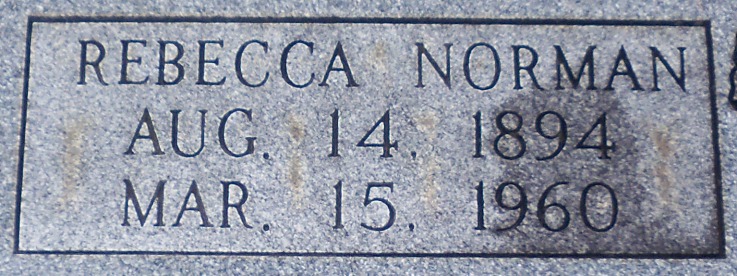 REBECCA NORMAN
AUG. 14. 1894
MAR. 15. 1960